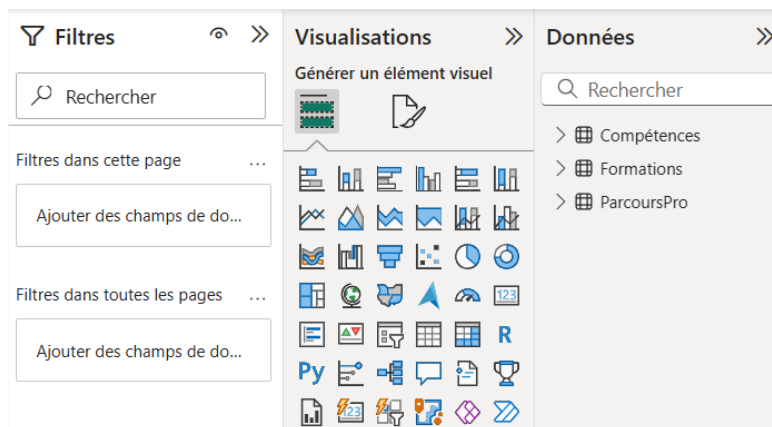 Filtres
Rechercher
Filtres dans cette page
...
Ajouter des champs de do...
Filtres dans toutes les pages
...
Ajouter des champs de do...
Visualisations
Générer un élément visuel
123
R
Py
123
Données
Rechercher
Compétences
Formations
ParcoursPro